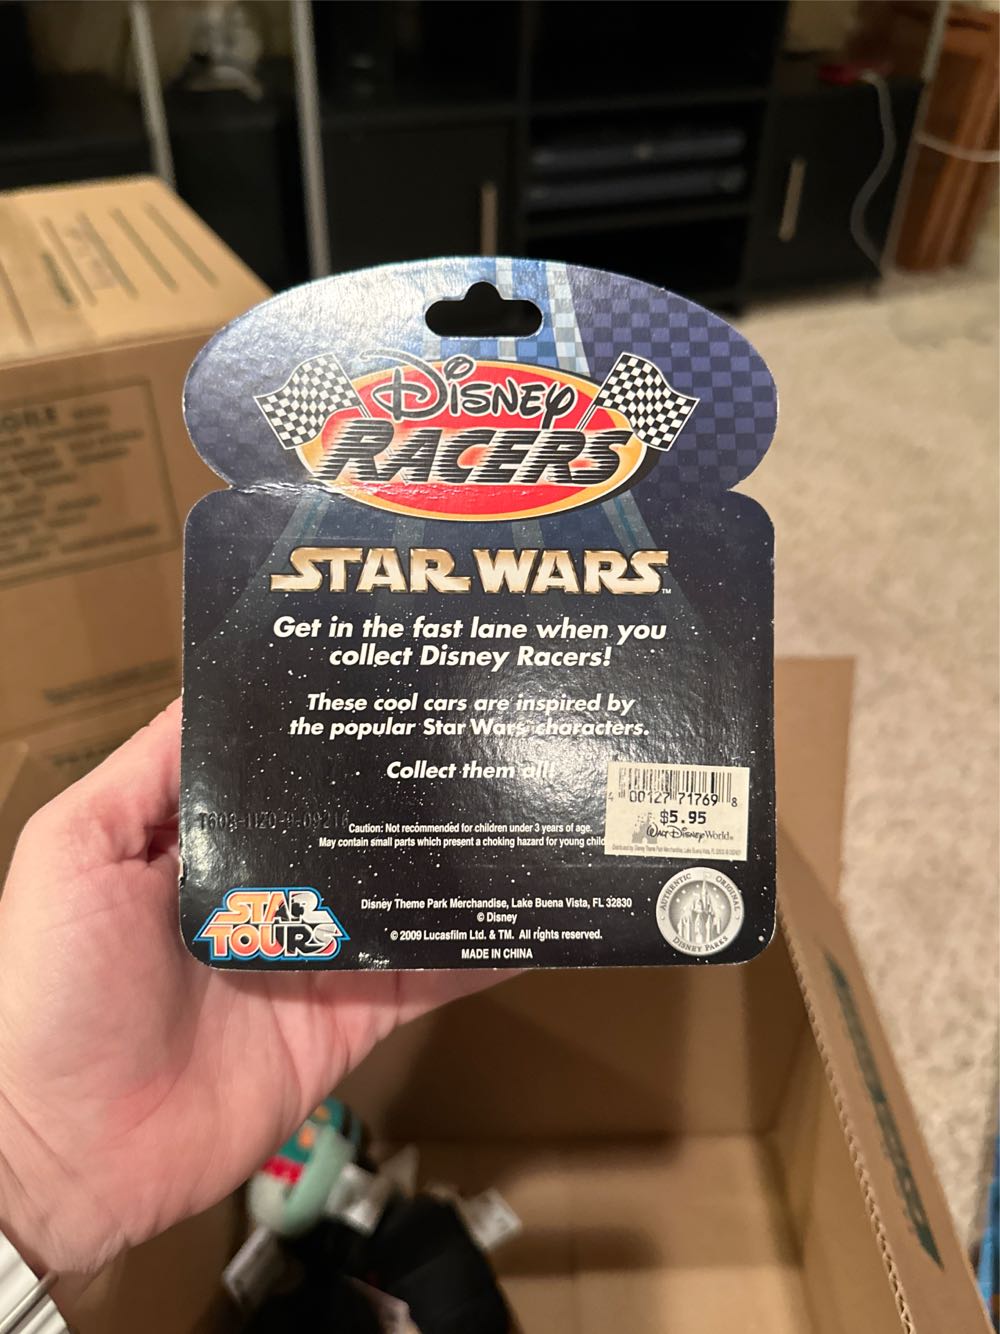 Disney
RACERS
STAR WARS™
Get in the fast lane when you
collect Disney Racers!
These cool cars are inspired by
the popular Star Wars characters.
Collect them all!
4 00127 71769 8
$5.95
Walt Disney World®
Caution: Not recommended for children under 3 years of age.
May contain small parts which present a choking hazard for young
STAR
TOURS
Disney Theme Park Merchandise, Lake Buena Vista, FL 32830
© Disney
© 2009 Lucasfilm Ltd. & TM. All rights reserved.
MADE IN CHINA
AUTHENTIC ORIGINAL
DISNEY PARKS